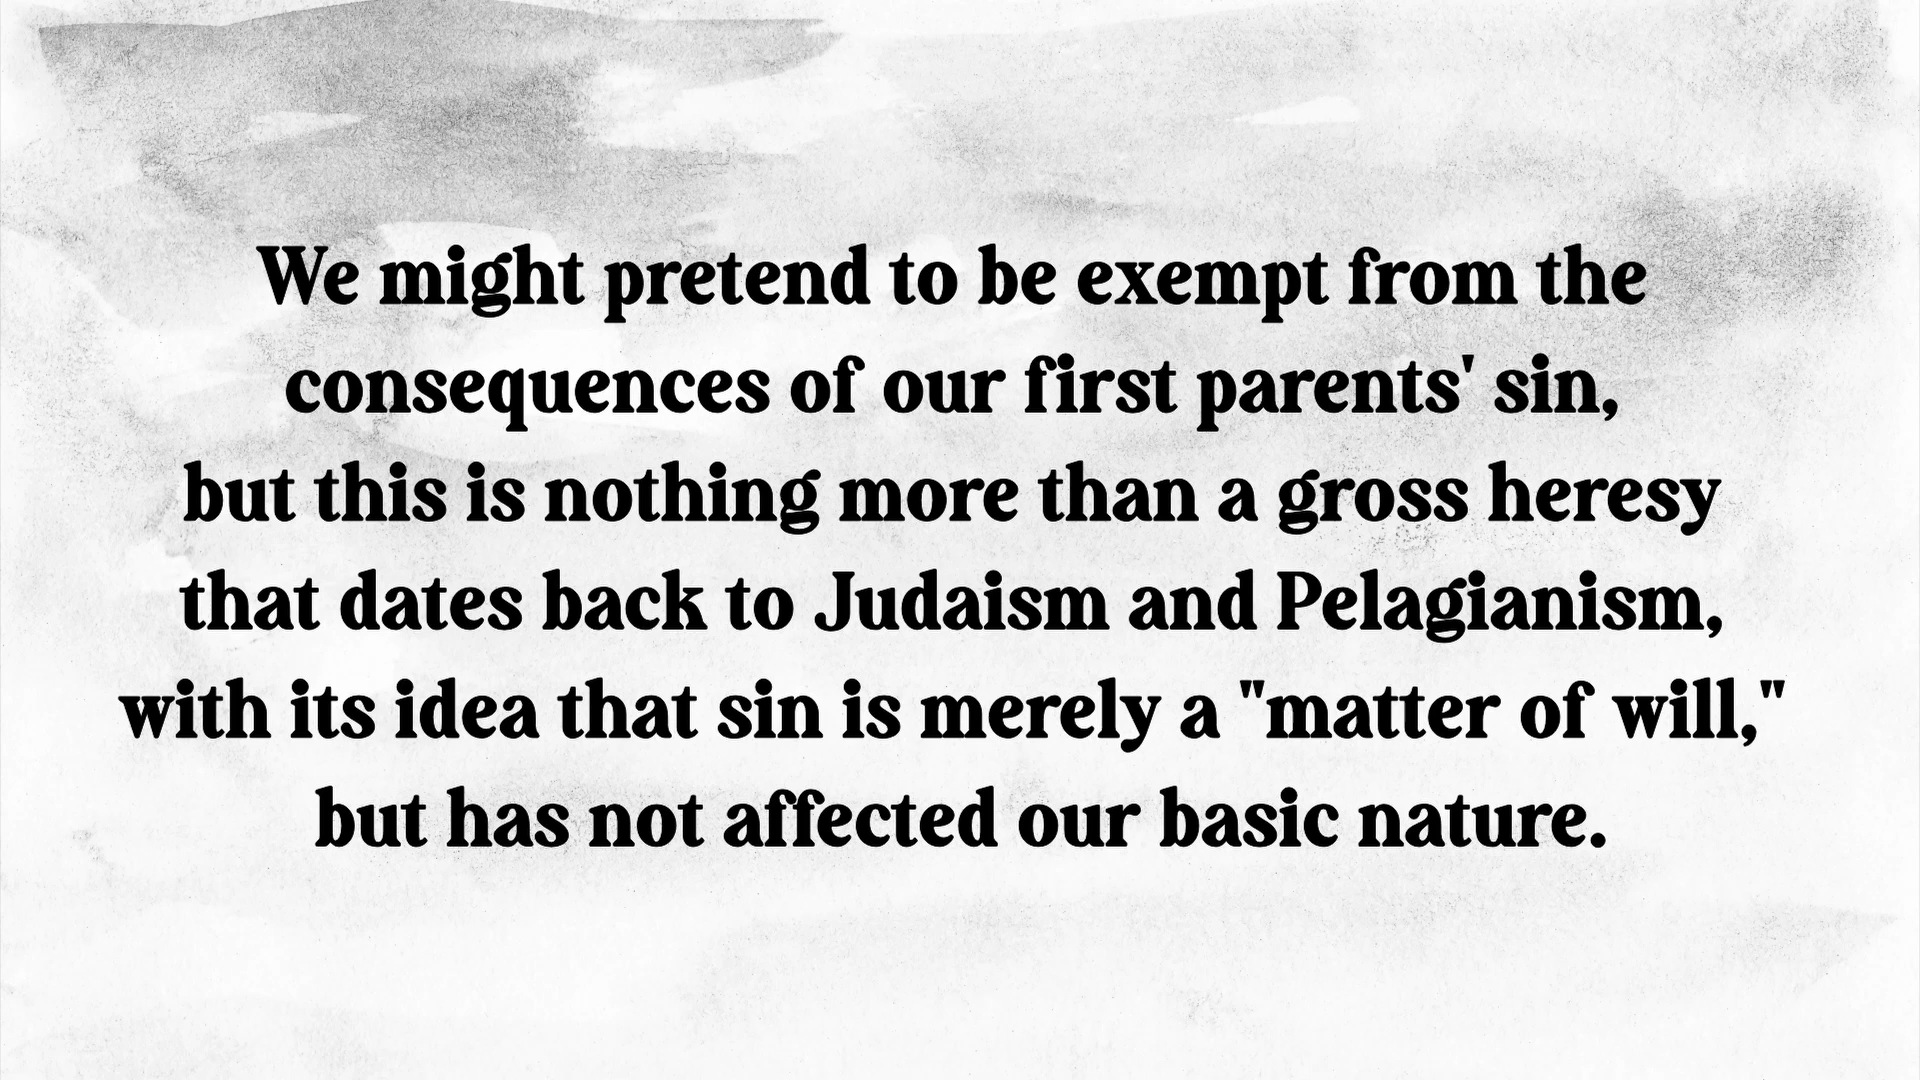 We might pretend to be exempt from the
consequences of our first parents' sin,
but this is nothing more than a gross heresy
that dates back to Judaism and Pelagianism,
with its idea that sin is merely a "matter of will,"
but has not affected our basic nature.